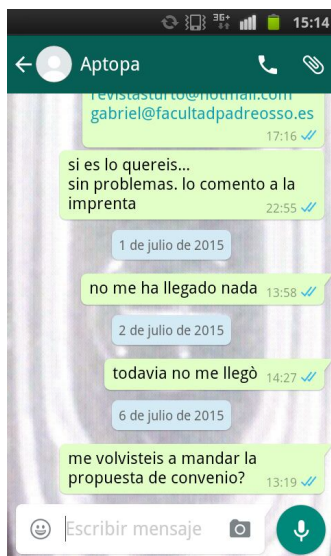 3G+ 15:14
Aptopa
gabriel@facultadpadreosso.es
17:16
si es lo quereis...
sin problemas. lo comento a la
imprenta
22:55
1 de julio de 2015
no me ha llegado nada 13:58
2 de julio de 2015
todavia no me llegò 14:27
6 de julio de 2015
me volvisteis a mandar la
propuesta de convenio? 13:19
Escribir mensaje